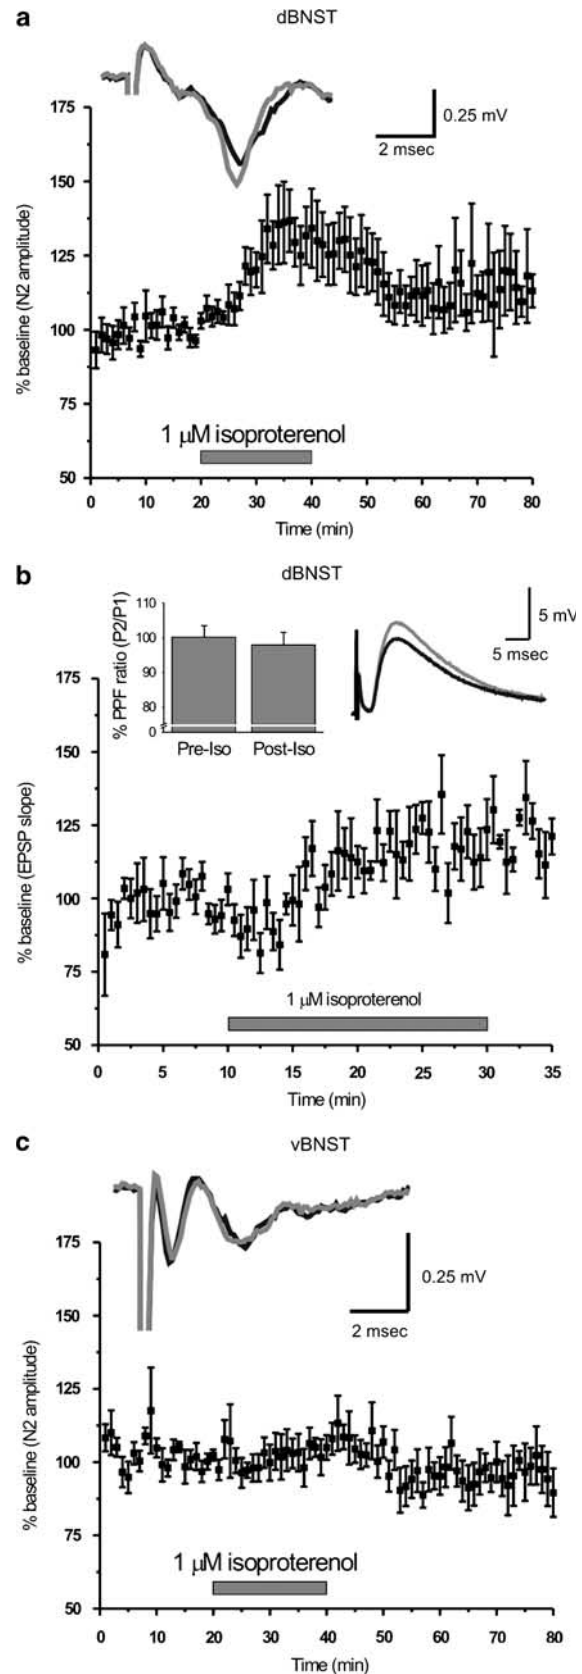 a
dBNST
0.25 mV
2 msec
% baseline (N2 amplitude)
175
150
125
100
75
50
1 μM isoproterenol
0 10 20 30 40 50 60 70 80
Time (min)
b
dBNST
% PPF ratio (P2/P1)
110
100
90
80
0
Pre-Iso Post-Iso
5 mV
5 msec
% baseline (EPSP slope)
175
150
125
100
75
50
1 μM isoproterenol
0 5 10 15 20 25 30 35
Time (min)
c
vBNST
0.25 mV
2 msec
% baseline (N2 amplitude)
175
150
125
100
75
50
1 μM isoproterenol
0 10 20 30 40 50 60 70 80
Time (min)